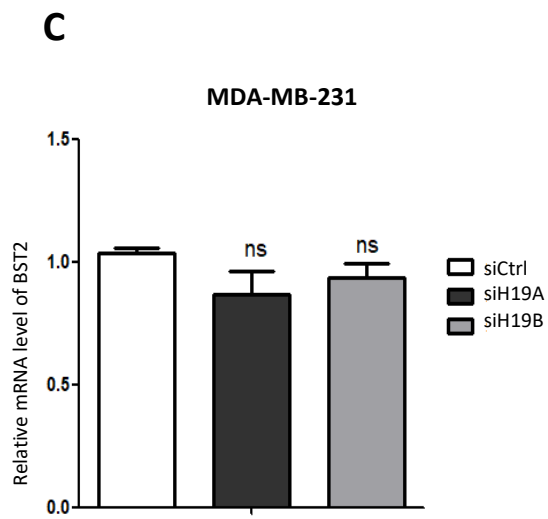 C
MDA-MB-231
Relative mRNA level of BST2
1.5
1.0
0.5
0.0
ns
ns
siCtrl
siH19A
siH19B